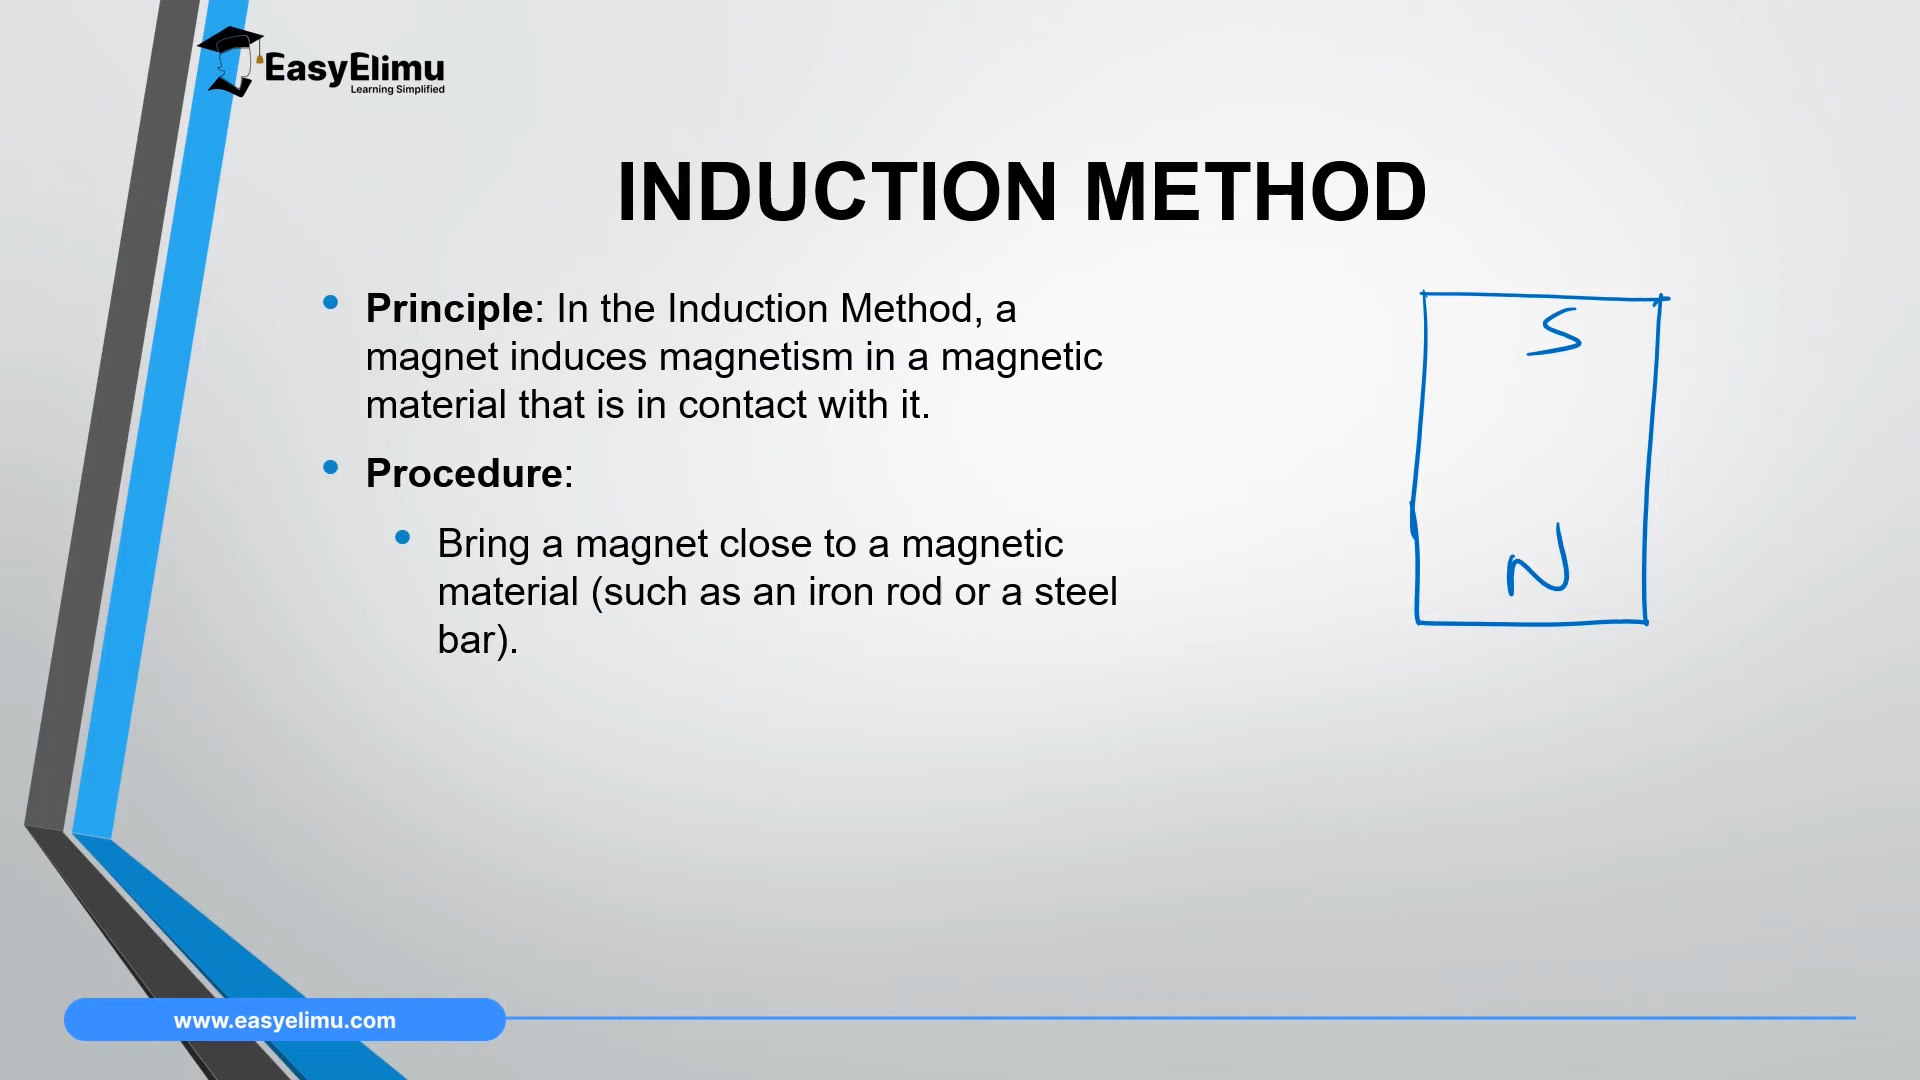 EasyElimu
Learning Simplified
INDUCTION METHOD
• Principle: In the Induction Method, a
magnet induces magnetism in a magnetic
material that is in contact with it.
• Procedure:
• Bring a magnet close to a magnetic
material (such as an iron rod or a steel
bar).
S
N
www.easyelimu.com